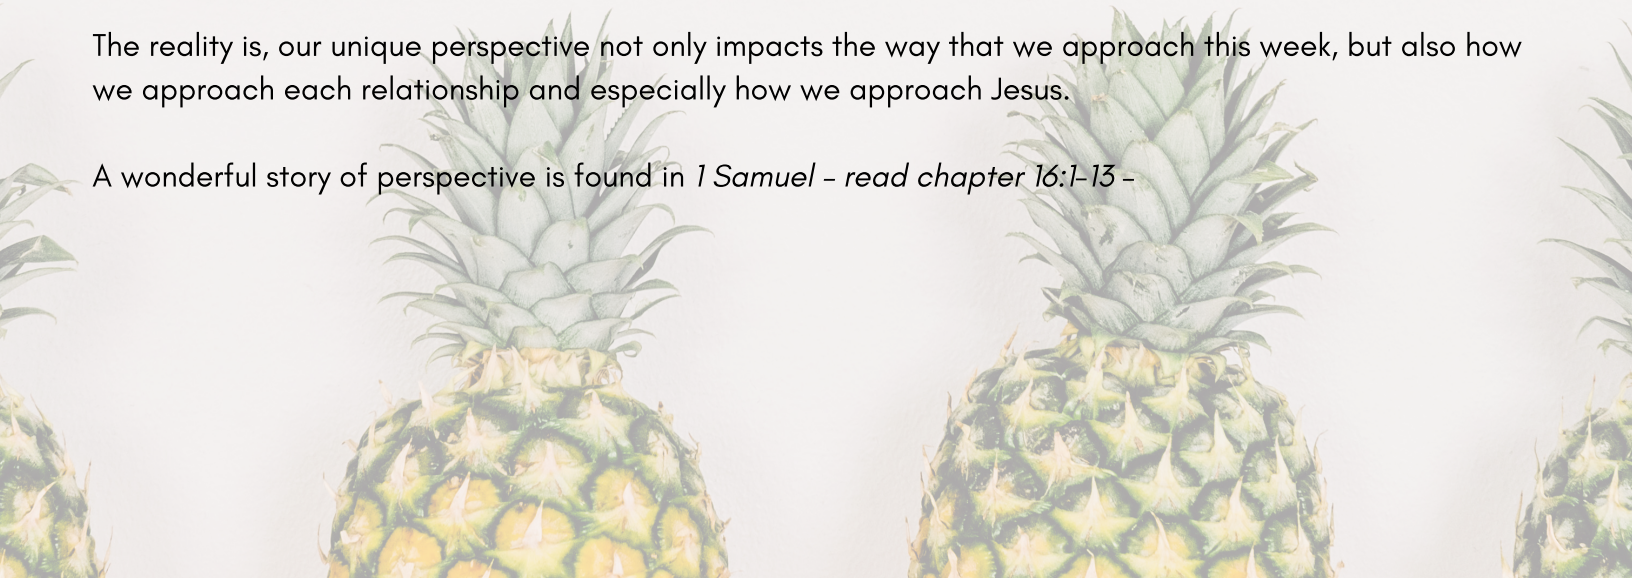 The reality is, our unique perspective not only impacts the way that we approach this week, but also how
we approach each relationship and especially how we approach Jesus.
A wonderful story of perspective is found in 1 Samuel – read chapter 16:1-13 –